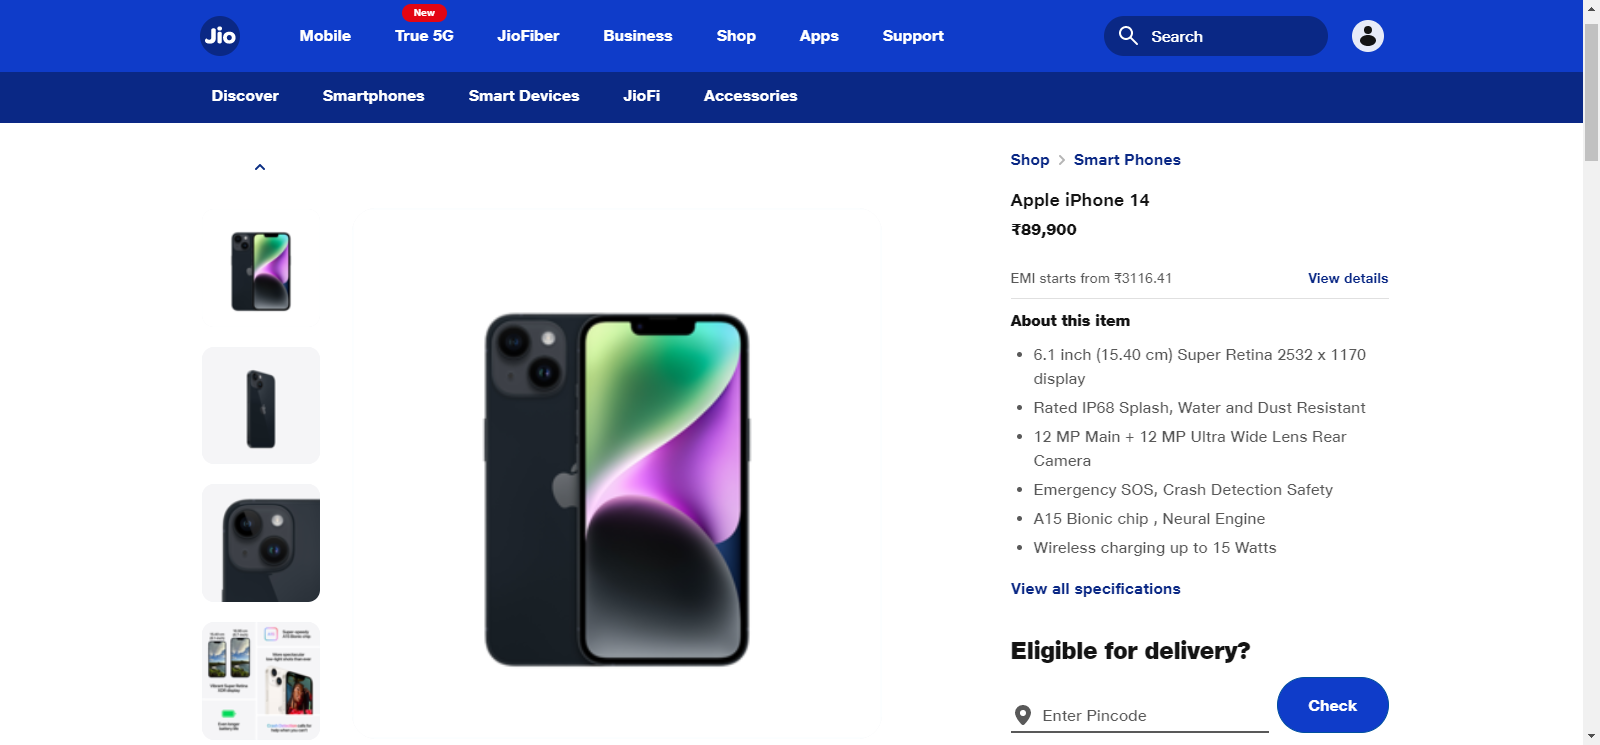 New
Jio
Mobile
True 5G
JioFiber
Business
Shop
Apps
Support
Search
Discover
Smartphones
Smart Devices
JioFi
Accessories
Shop > Smart Phones
Apple iPhone 14
₹89,900
EMI starts from ₹3116.41
View details
About this item
• 6.1 inch (15.40 cm) Super Retina 2532 x 1170
display
• Rated IP68 Splash, Water and Dust Resistant
• 12 MP Main + 12 MP Ultra Wide Lens Rear
Camera
• Emergency SOS, Crash Detection Safety
• A15 Bionic chip , Neural Engine
• Wireless charging up to 15 Watts
View all specifications
Eligible for delivery?
Enter Pincode
Check